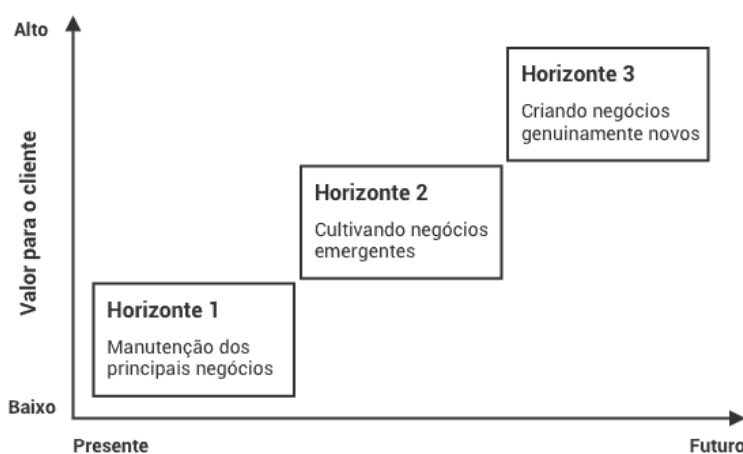 Alto
Horizonte 3
Criando negócios
genuinamente novos
Valor para o cliente
Horizonte 2
Cultivando negócios
emergentes
Horizonte 1
Manutenção dos
principais negócios
Baixo
Presente
Futuro